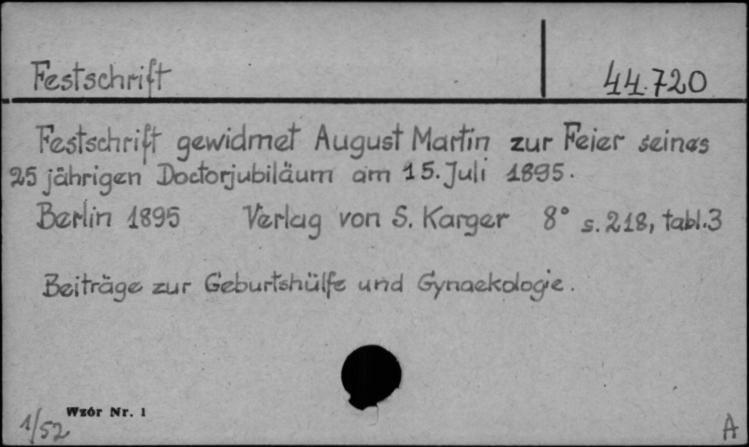 Festschrift 44.720
Festschrift gewidmet August Martin zur Feier seines
25 jährigen Doctorjubiläum am 15. Juli 1895.
Berlin 1895 Verlag von S. Karger 8° s. 218, tabl. 3
Beiträge zur Geburtshülfe und Gynaekologie.
Wzór Nr. 1
1/52 A